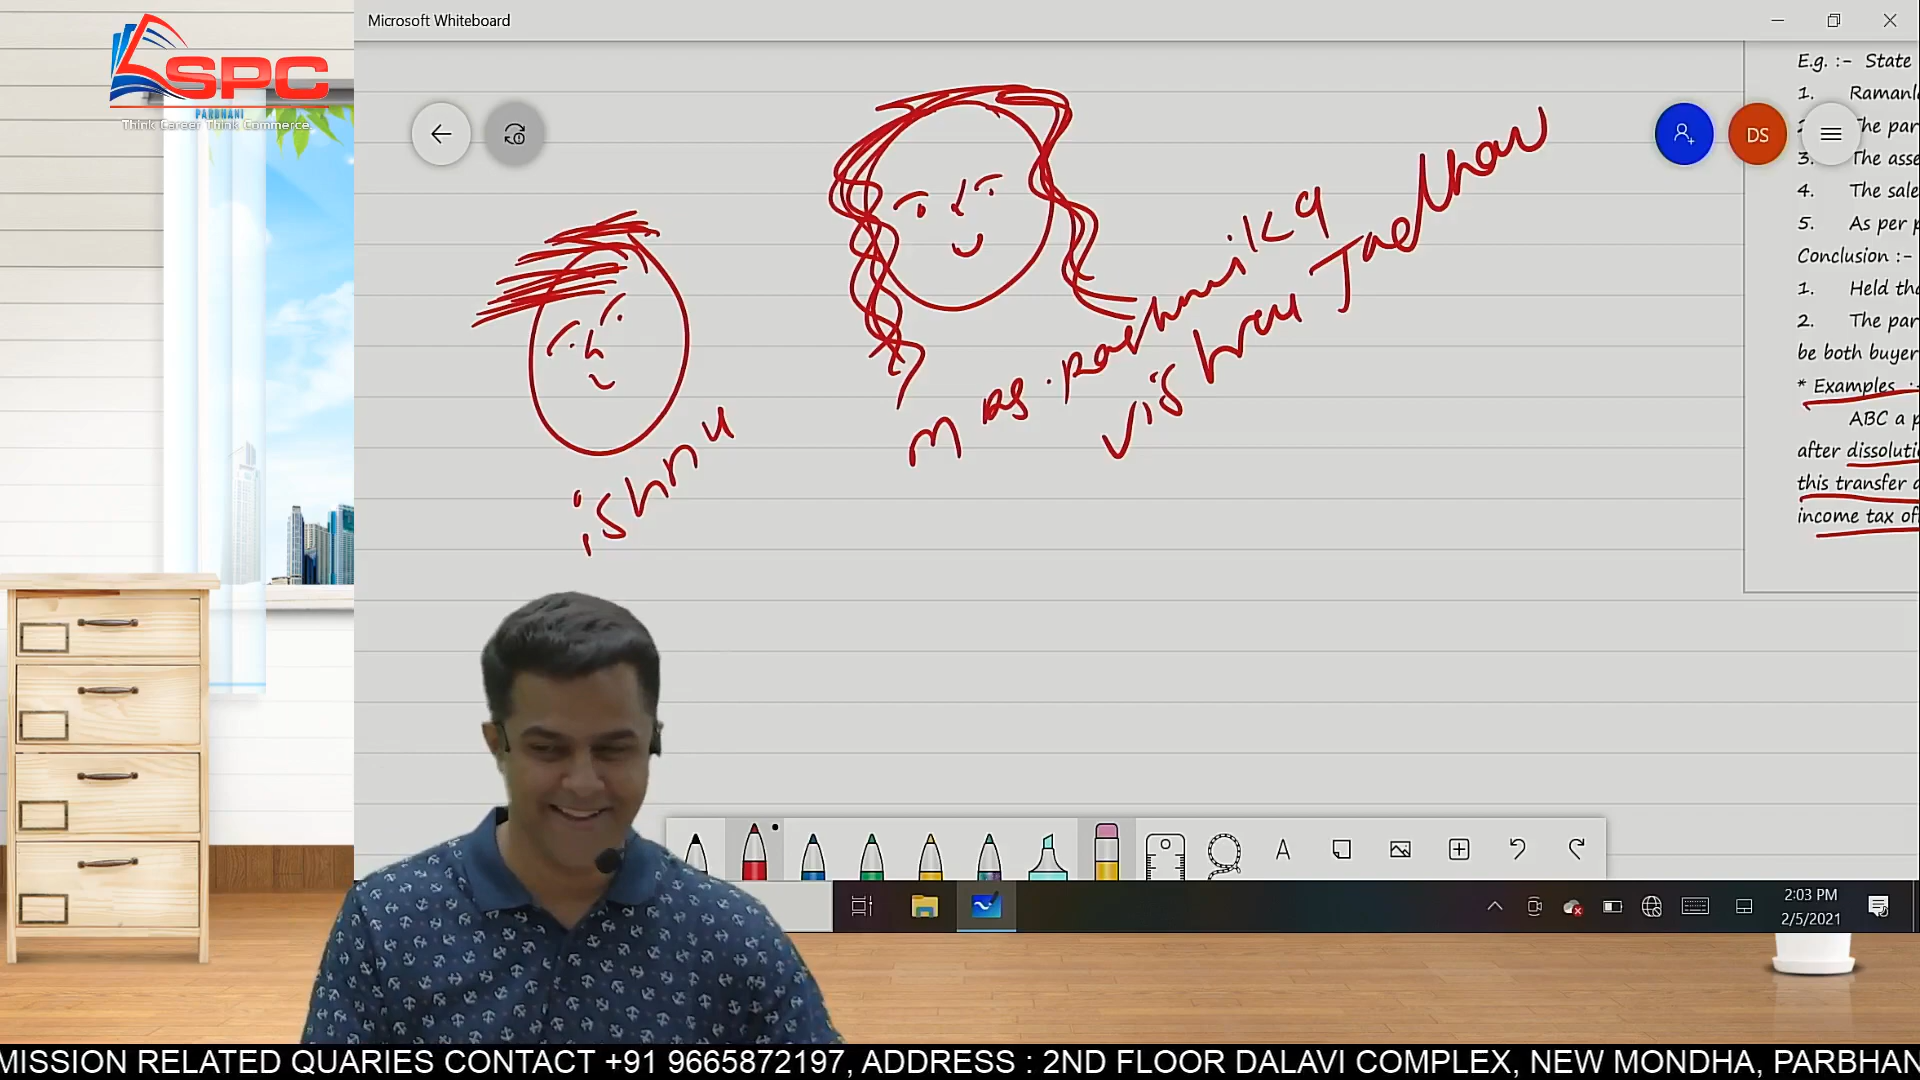 SPC
PARBHANI
Think Career Think Commerce
Microsoft Whiteboard
DS
E.g. :- State
1. Ramanl
The par
3. The asse
4. The sale
5. As per p
Conclusion :-
1. Held tha
2. The par
be both buyer
* Examples :-
ABC a p
after dissoluti
this transfer
income tax of
ishnu
Rashmika
vishnu Jadhav
2:03 PM
2/5/2021
MISSION RELATED QUARIES CONTACT +91 9665872197, ADDRESS : 2ND FLOOR DALAVI COMPLEX, NEW MONDHA, PARBHAN